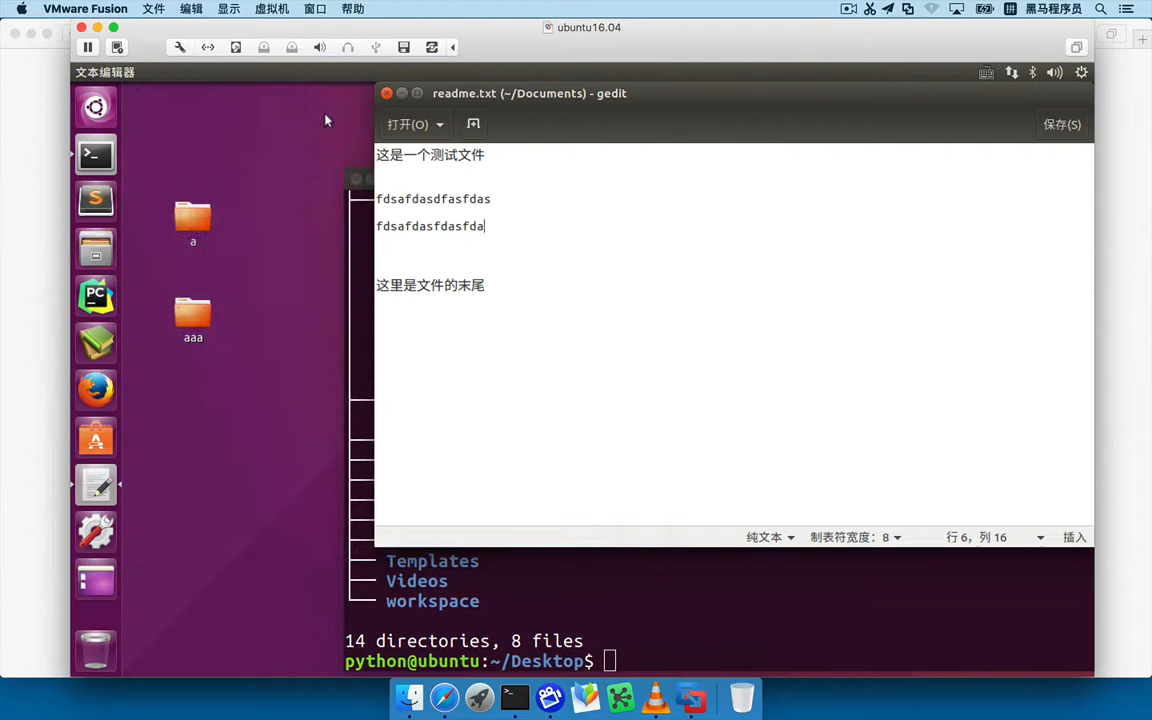 VMware Fusion 文件 编辑 显示 虚拟机 窗口 帮助 拼 黑马程序员
ubuntu16.04
文本编辑器
readme.txt (~/Documents) - gedit
打开(O) 保存(S)
这是一个测试文件
fdsafdasdfasfdas
fdsafdasfdasfda
这里是文件的末尾
a
aaa
纯文本 制表符宽度：8 行 6，列 16 插入
Templates
Videos
workspace
14 directories, 8 files
python@ubuntu:~/Desktop$